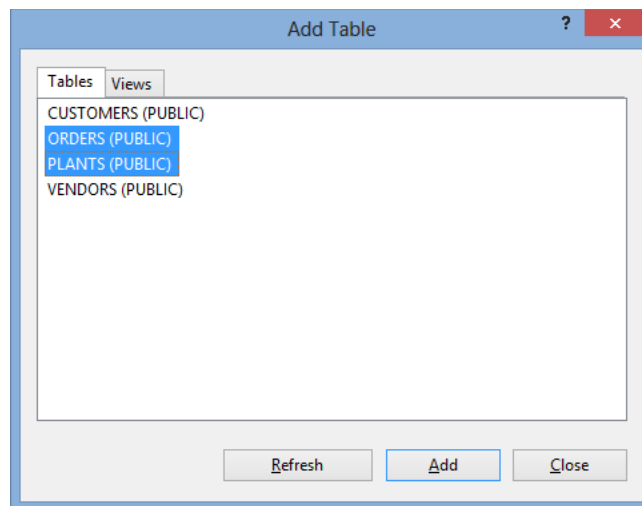 Add Table
?
Tables Views
CUSTOMERS (PUBLIC)
ORDERS (PUBLIC)
PLANTS (PUBLIC)
VENDORS (PUBLIC)
Refresh Add Close